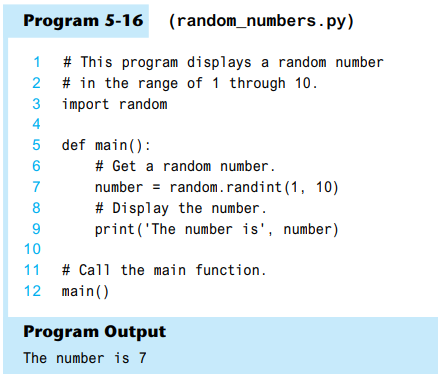 Program 5-16 (random_numbers.py)
1 # This program displays a random number
2 # in the range of 1 through 10.
3 import random
4
5 def main():
6     # Get a random number.
7     number = random.randint(1, 10)
8     # Display the number.
9     print('The number is', number)
10
11 # Call the main function.
12 main()
Program Output
The number is 7